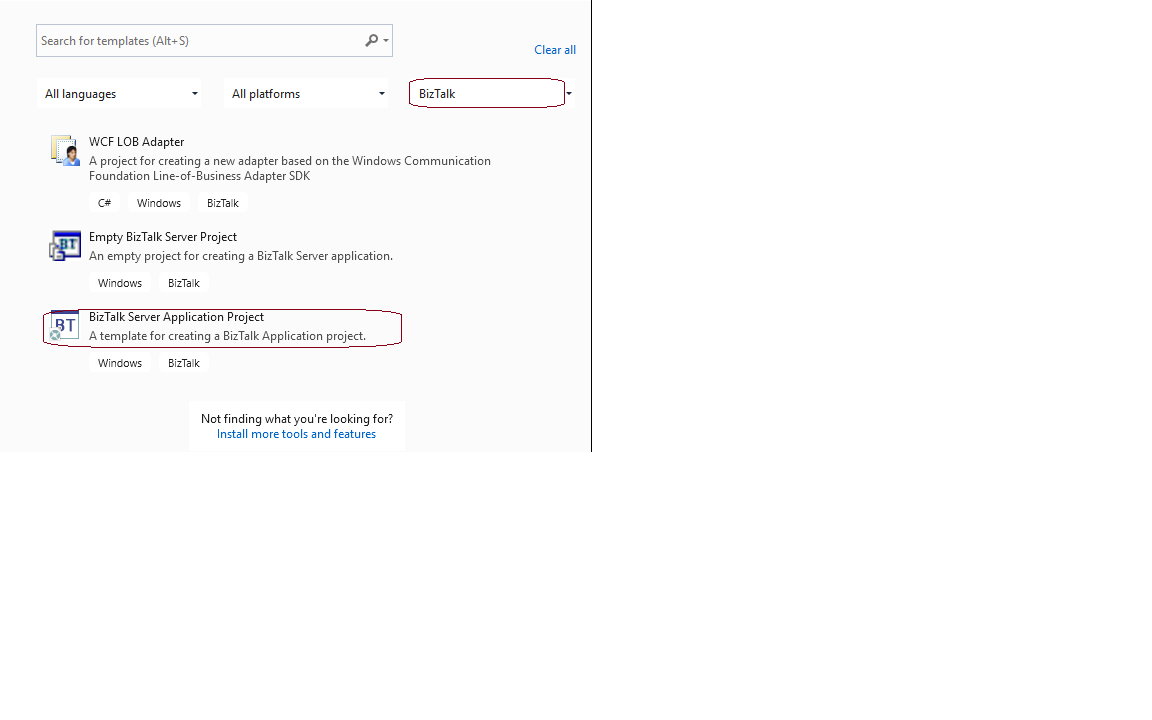 Search for templates (Alt+S)
Clear all
All languages
All platforms
BizTalk
WCF LOB Adapter
A project for creating a new adapter based on the Windows Communication
Foundation Line-of-Business Adapter SDK
C# Windows BizTalk
BT
Empty BizTalk Server Project
An empty project for creating a BizTalk Server application.
Windows BizTalk
BT
BizTalk Server Application Project
A template for creating a BizTalk Application project.
Windows BizTalk
Not finding what you're looking for?
Install more tools and features